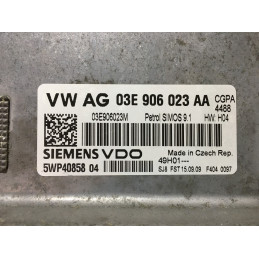 VW AG 03E 906 023 AA CGPA
4488
03E906023M Petrol SIMOS 9.1 HW: H04
SIEMENS VDO Made in Czech Rep.
49H01---
5WP40858 04 SJ8 FST 15.09.09 F404 0097